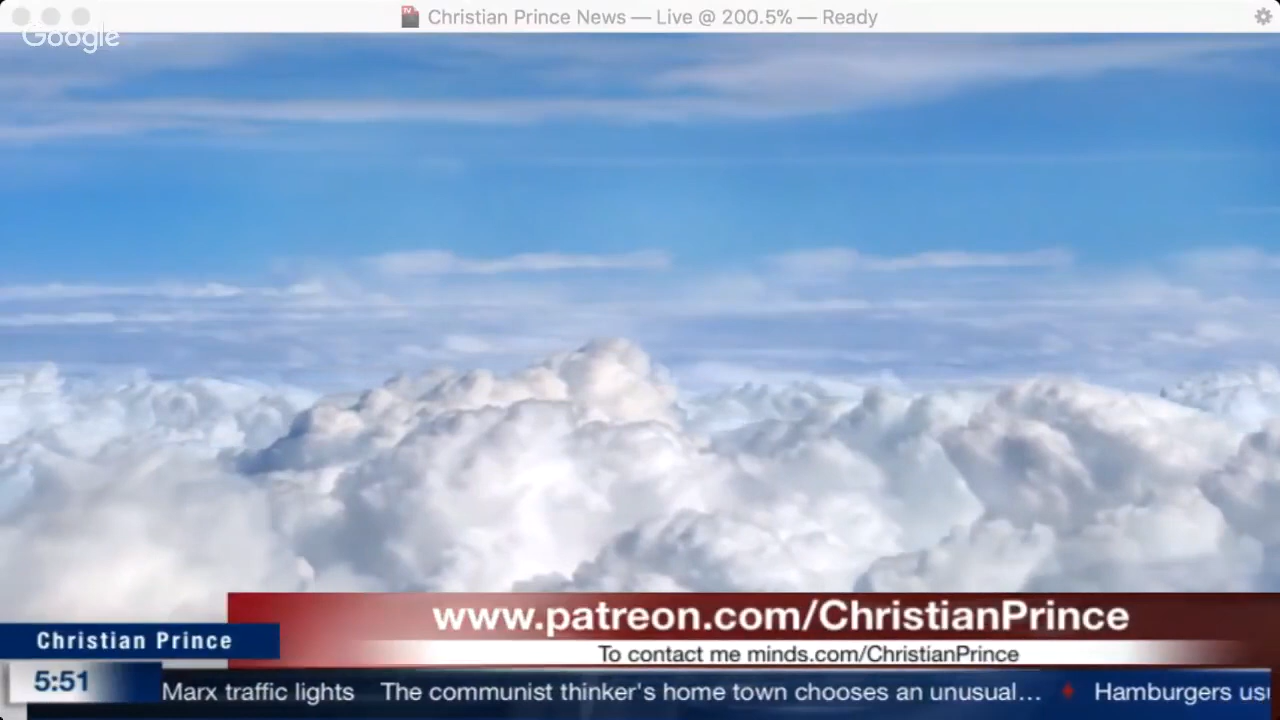 Christian Prince News — Live @ 200.5% — Ready
Google
www.patreon.com/ChristianPrince
Christian Prince
To contact me minds.com/ChristianPrince
5:51
Marx traffic lights The communist thinker's home town chooses an unusual... Hamburgers